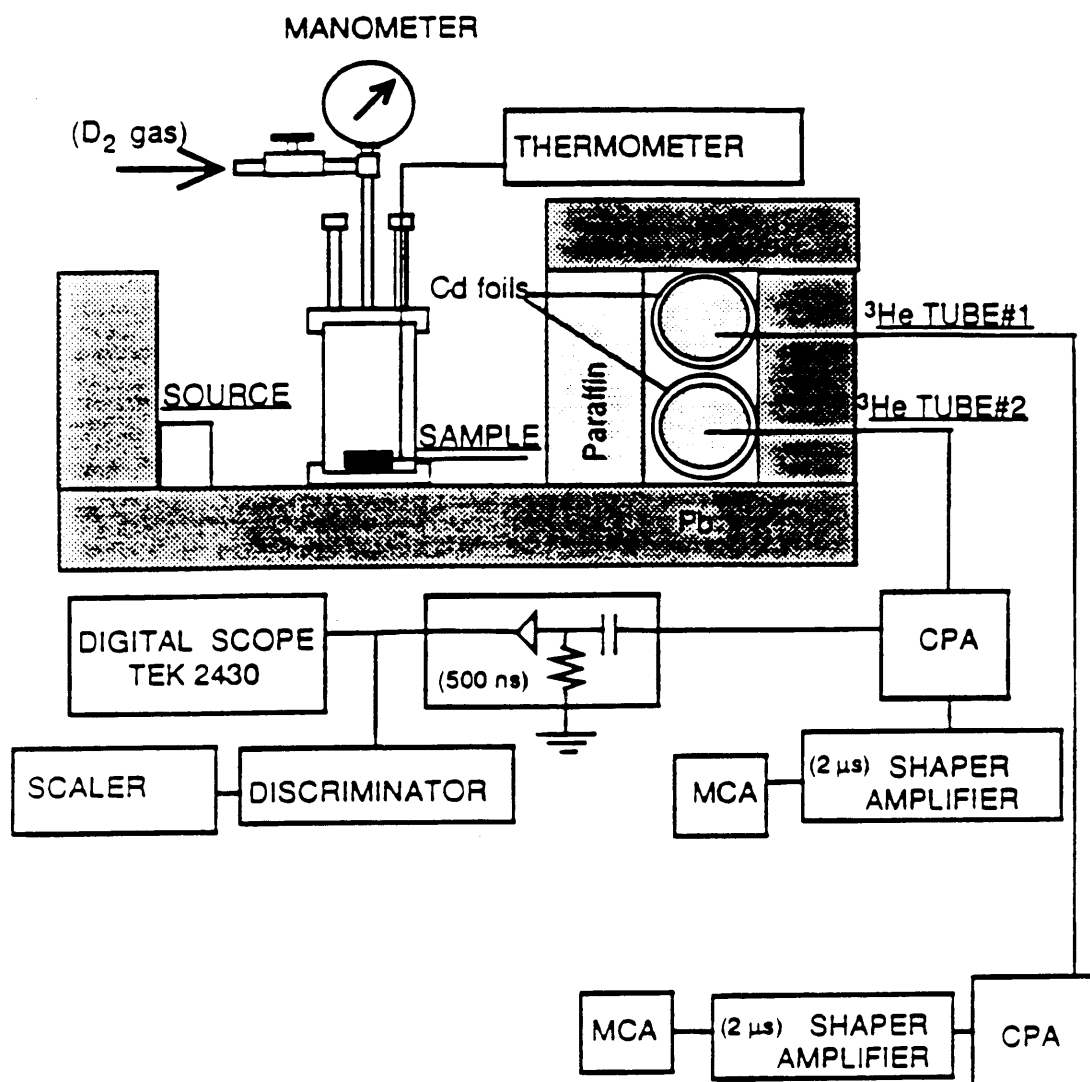 MANOMETER
(D₂ gas)
THERMOMETER
Cd foils
³He TUBE#1
SOURCE
Paraffin
³He TUBE#2
SAMPLE
Pb
DIGITAL SCOPE
TEK 2430
(500 ns)
CPA
SCALER
DISCRIMINATOR
MCA
(2 µs) SHAPER
AMPLIFIER
MCA
(2 µs) SHAPER
AMPLIFIER
CPA